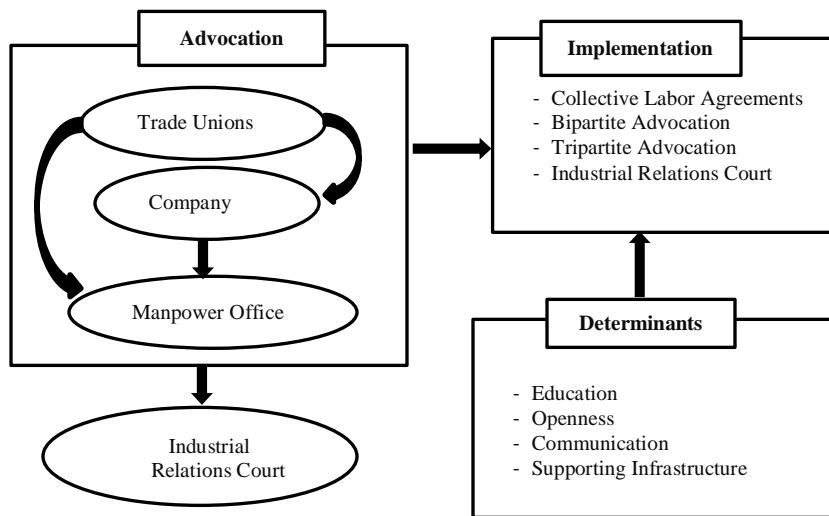 Advocation
Trade Unions
Company
Manpower Office
Industrial
Relations Court
Implementation
- Collective Labor Agreements
- Bipartite Advocation
- Tripartite Advocation
- Industrial Relations Court
Determinants
- Education
- Openness
- Communication
- Supporting Infrastructure